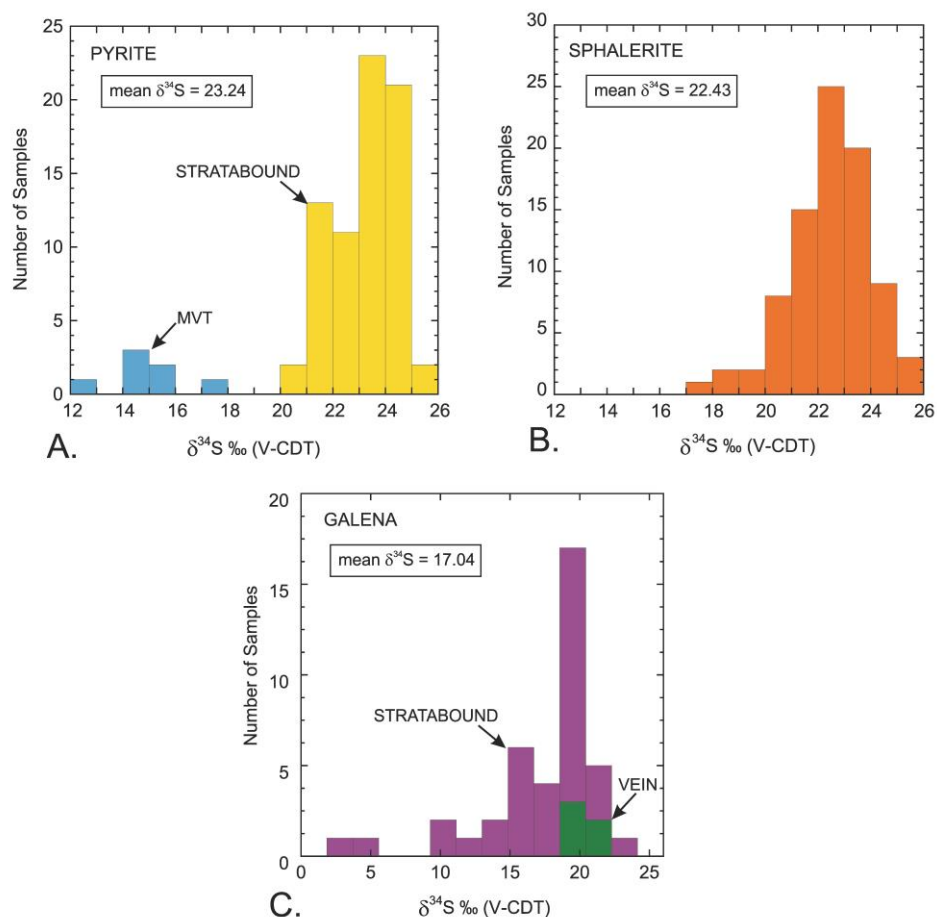 PYRITE
mean δ³⁴S = 23.24
STRATABOUND
MVT
Number of Samples
25
20
15
10
5
0
12 14 16 18 20 22 24 26
δ³⁴S ‰ (V-CDT)
A.
SPHALERITE
mean δ³⁴S = 22.43
Number of Samples
30
25
20
15
10
5
0
12 14 16 18 20 22 24 26
δ³⁴S ‰ (V-CDT)
B.
GALENA
mean δ³⁴S = 17.04
STRATABOUND
VEIN
Number of Samples
20
15
10
5
0
0 5 10 15 20 25
δ³⁴S ‰ (V-CDT)
C.